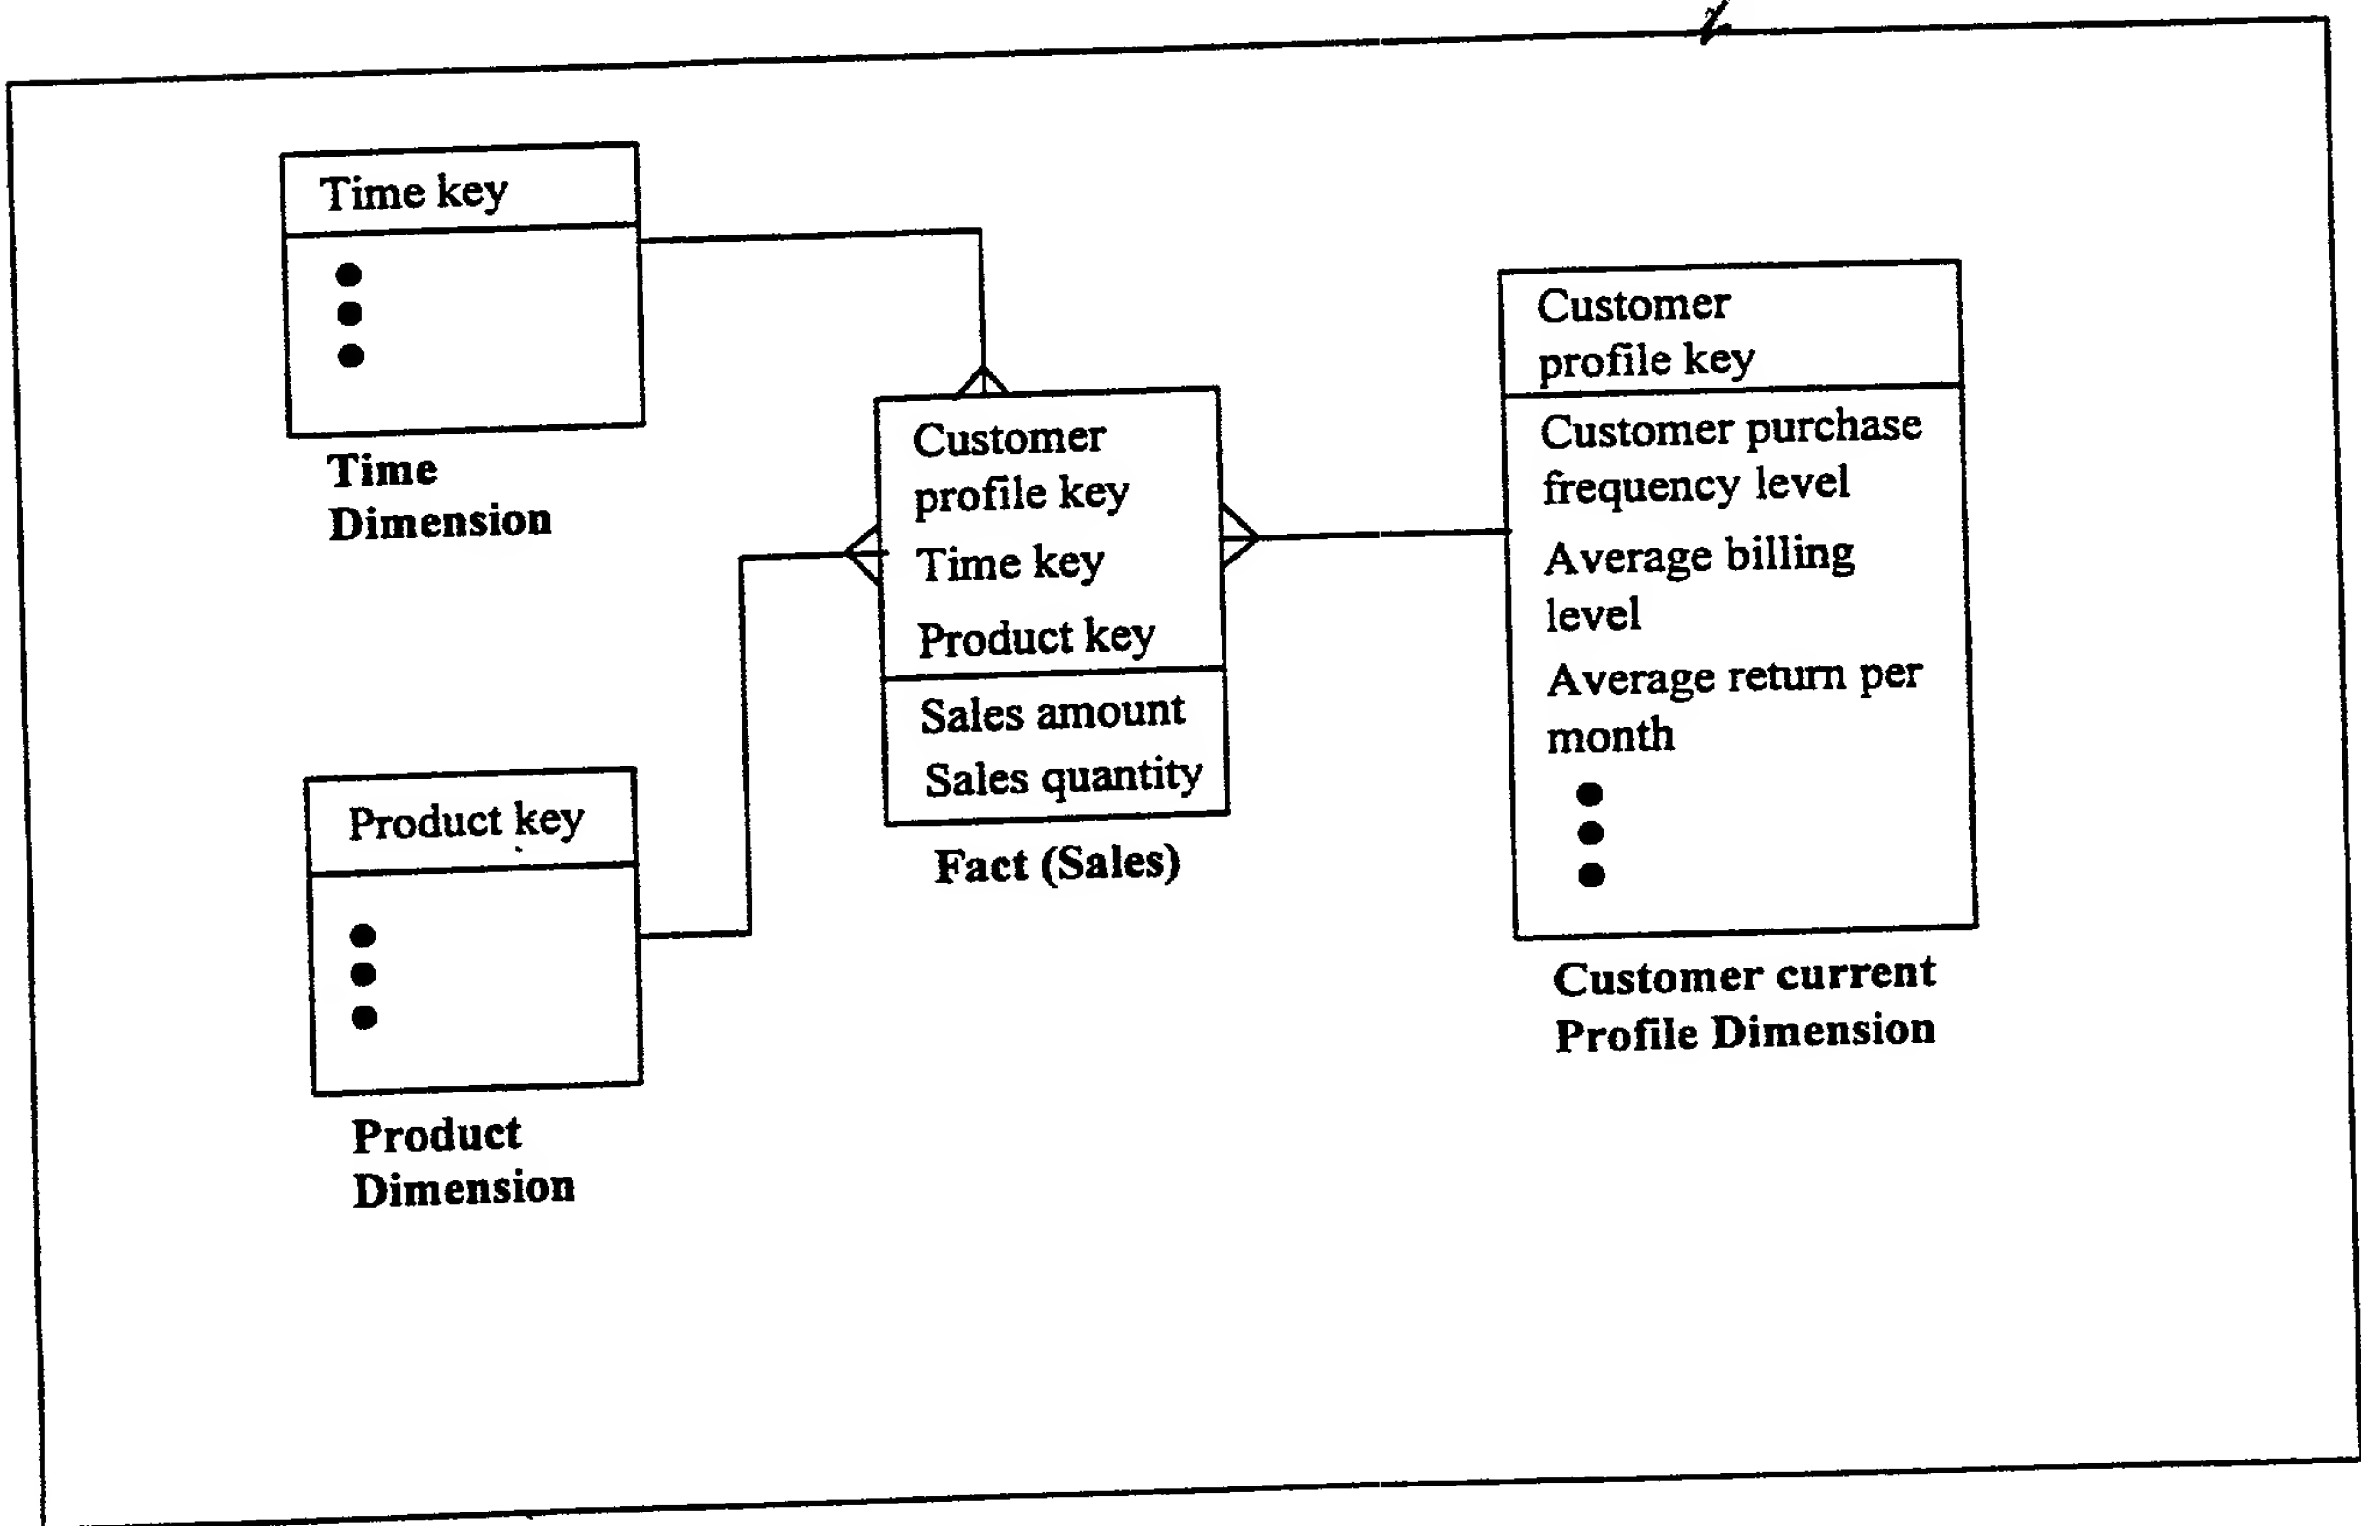 Time key
Time
Dimension
Product key
Product
Dimension
Customer
profile key
Time key
Product key
Sales amount
Sales quantity
Fact (Sales)
Customer
profile key
Customer purchase
frequency level
Average billing
level
Average return per
month
Customer current
Profile Dimension